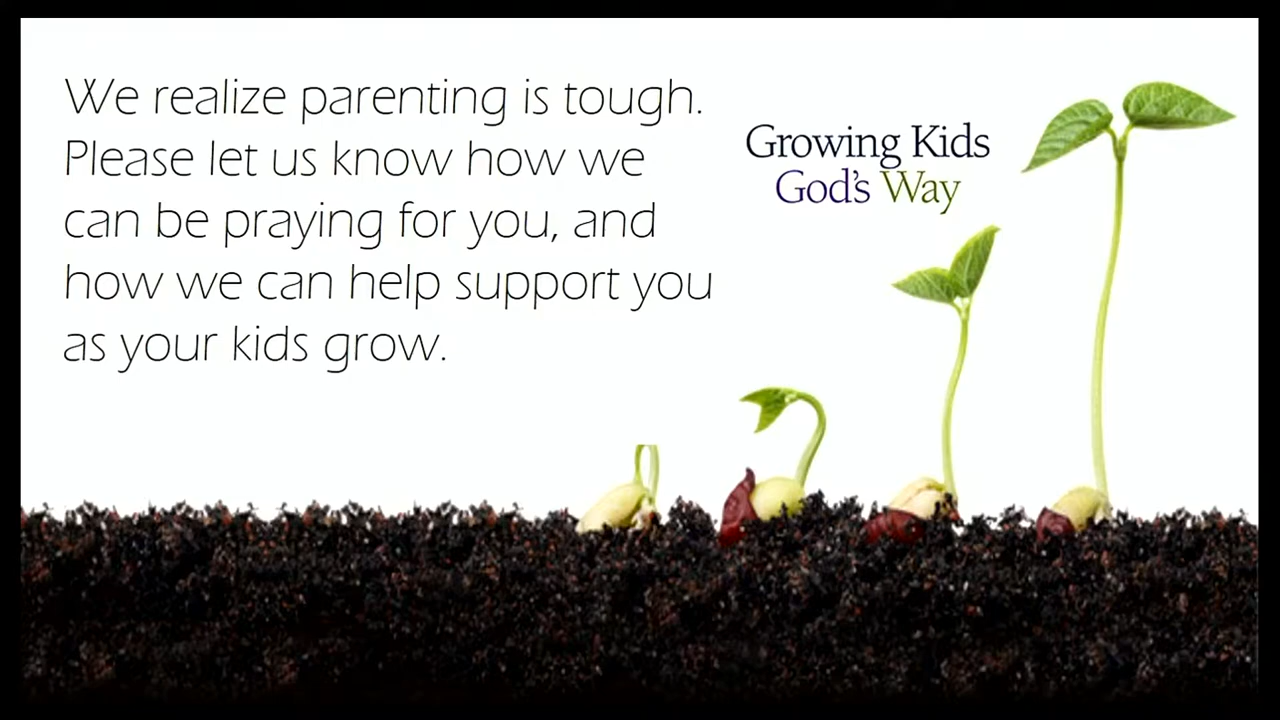 We realize parenting is tough.
Please let us know how we
can be praying for you, and
how we can help support you
as your kids grow.
Growing Kids
God's Way